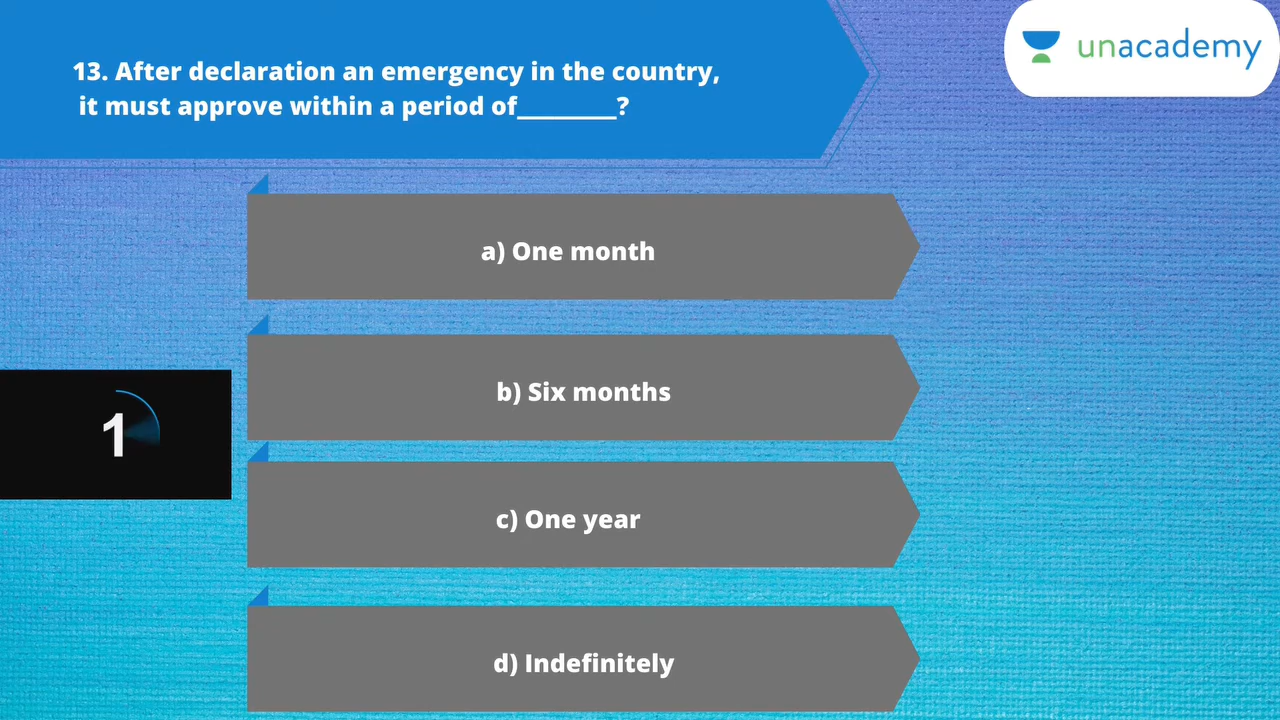 13. After declaration an emergency in the country,
it must approve within a period of_________?
unacademy
a) One month
b) Six months
1
c) One year
d) Indefinitely